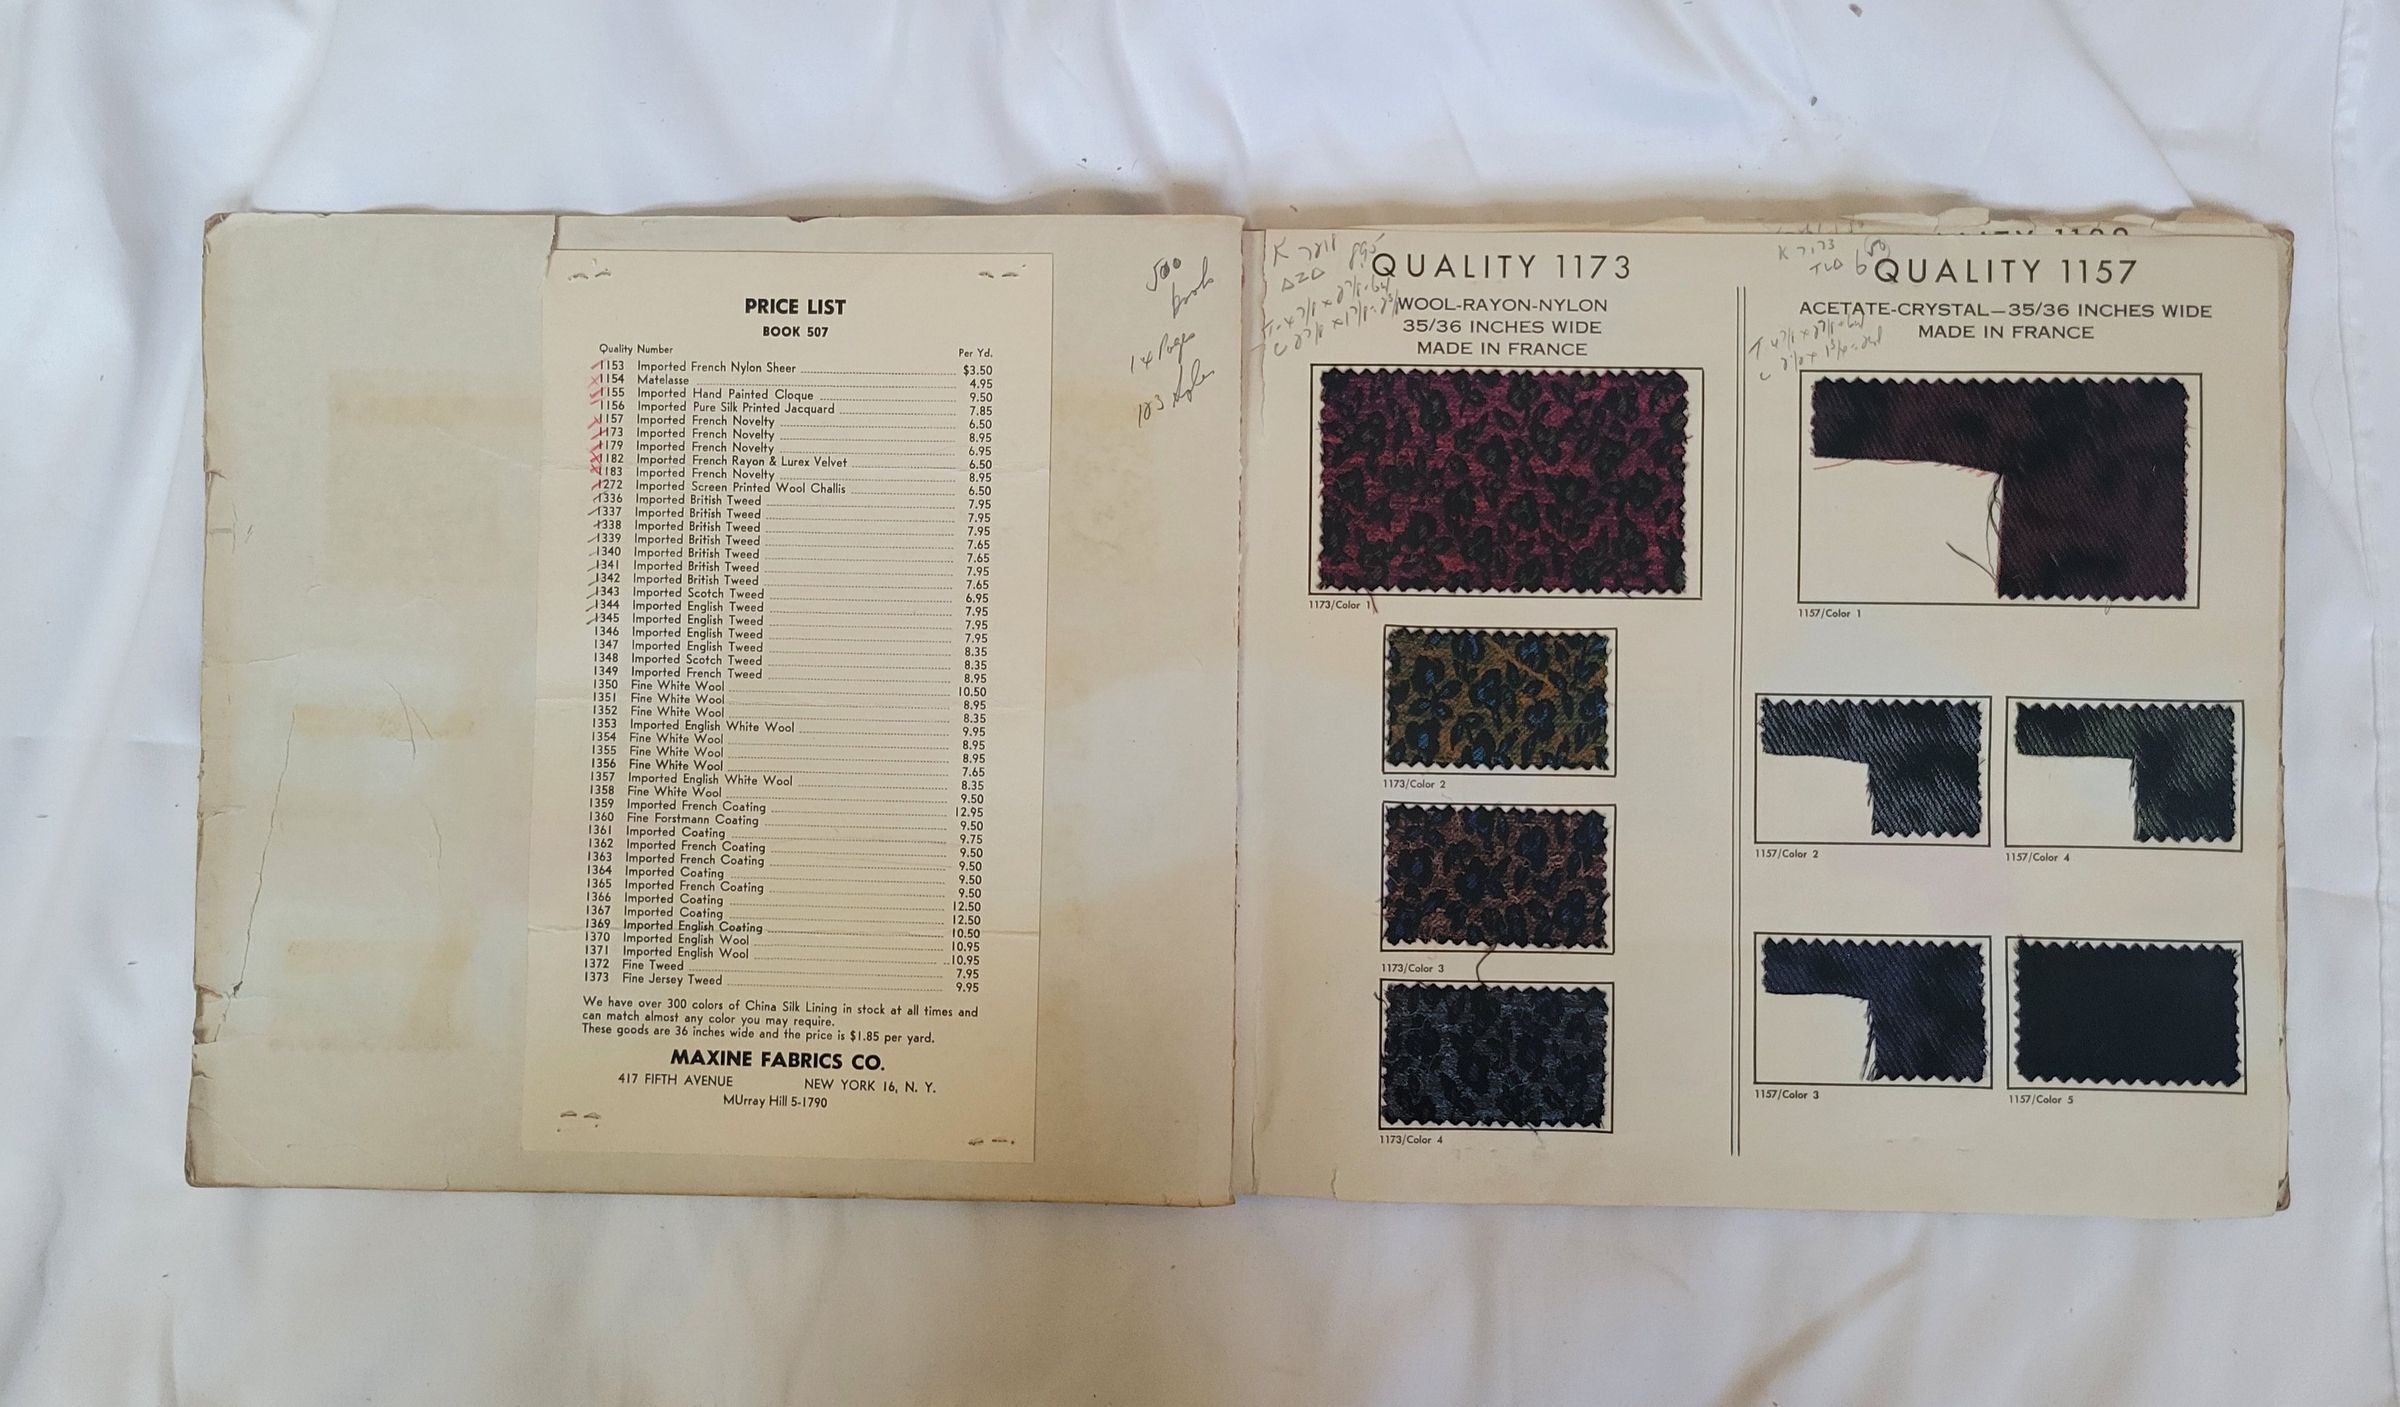 PRICE LIST
BOOK 507
Quality Number Per Yd.
1153 Imported French Nylon Sheer $3.50
1154 Matelasse 4.95
1155 Imported Hand Painted Cloque 9.50
1156 Imported Pure Silk Printed Jacquard 7.85
1157 Imported French Novelty 6.50
1173 Imported French Novelty 8.95
1179 Imported French Novelty 6.95
1182 Imported French Rayon & Lurex Velvet 6.50
1183 Imported French Novelty 8.95
1272 Imported Screen Printed Wool Challis 6.50
1336 Imported British Tweed 7.95
1337 Imported British Tweed 7.95
1338 Imported British Tweed 7.95
1339 Imported British Tweed 7.65
1340 Imported British Tweed 7.65
1341 Imported British Tweed 7.95
1342 Imported British Tweed 7.65
1343 Imported Scotch Tweed 6.95
1344 Imported English Tweed 7.95
1345 Imported English Tweed 7.95
1346 Imported English Tweed 7.95
1347 Imported English Tweed 8.35
1348 Imported Scotch Tweed 8.35
1349 Imported French Tweed 8.95
1350 Fine White Wool 10.50
1351 Fine White Wool 8.95
1352 Fine White Wool 8.35
1353 Imported English White Wool 9.95
1354 Fine White Wool 8.95
1355 Fine White Wool 8.95
1356 Fine White Wool 7.65
1357 Imported English White Wool 8.35
1358 Fine White Wool 9.50
1359 Imported French Coating 12.95
1360 Fine Forstmann Coating 9.50
1361 Imported Coating 9.75
1362 Imported French Coating 9.50
1363 Imported French Coating 9.50
1364 Imported Coating 9.50
1365 Imported French Coating 9.50
1366 Imported Coating 12.50
1367 Imported Coating 12.50
1369 Imported English Coating 10.50
1370 Imported English Wool 10.95
1371 Imported English Wool 10.95
1372 Fine Tweed 7.95
1373 Fine Jersey Tweed 9.95
We have over 300 colors of China Silk Lining in stock at all times and
can match almost any color you may require.
These goods are 36 inches wide and the price is $1.85 per yard.
MAXINE FABRICS CO.
417 FIFTH AVENUE NEW YORK 16, N. Y.
MUrray Hill 5-1790
500
book
14 Pages
123
895
QUALITY 1173
WOOL-RAYON-NYLON
35/36 INCHES WIDE
MADE IN FRANCE
1173/Color 1
1173/Color 2
1173/Color 3
1173/Color 4
QUALITY 1157
ACETATE-CRYSTAL—35/36 INCHES WIDE
MADE IN FRANCE
1157/Color 1
1157/Color 2
1157/Color 4
1157/Color 3
1157/Color 5